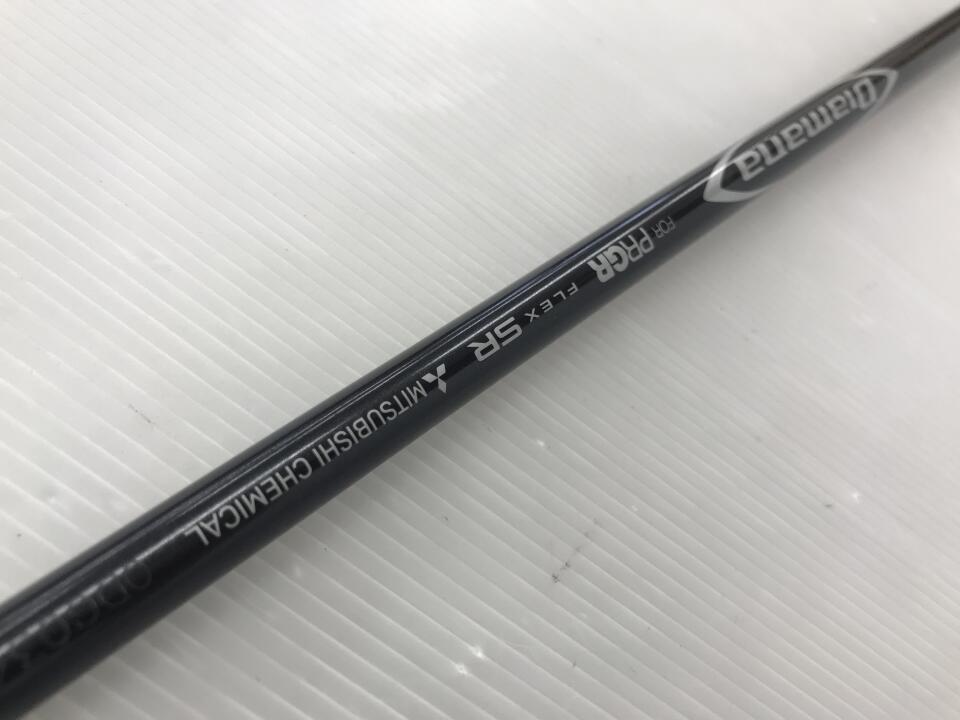 Diamana
FOR PRGR
FLEX SR
MITSUBISHI CHEMICAL